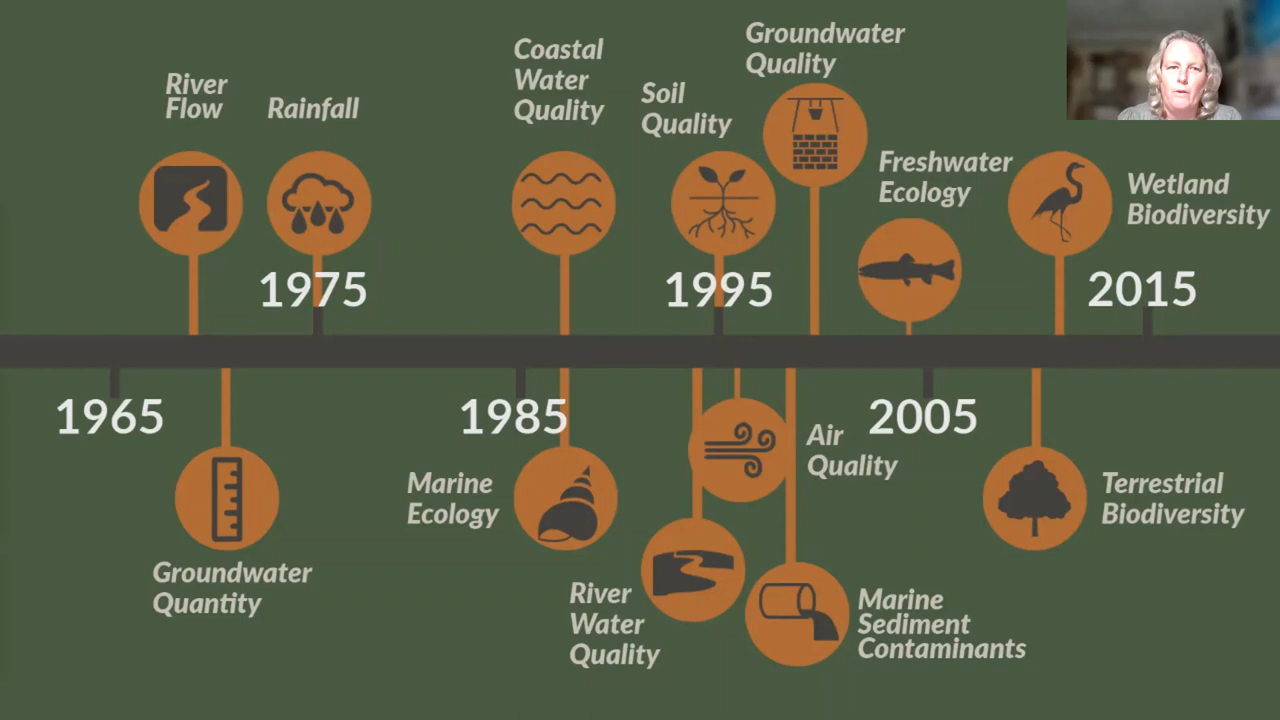 River
Flow
Rainfall
Coastal
Water
Quality
Soil
Quality
Groundwater
Quality
Freshwater
Ecology
Wetland
Biodiversity
1975
1995
2015
1965
1985
2005
Groundwater
Quantity
Marine
Ecology
River
Water
Quality
Air
Quality
Marine
Sediment
Contaminants
Terrestrial
Biodiversity